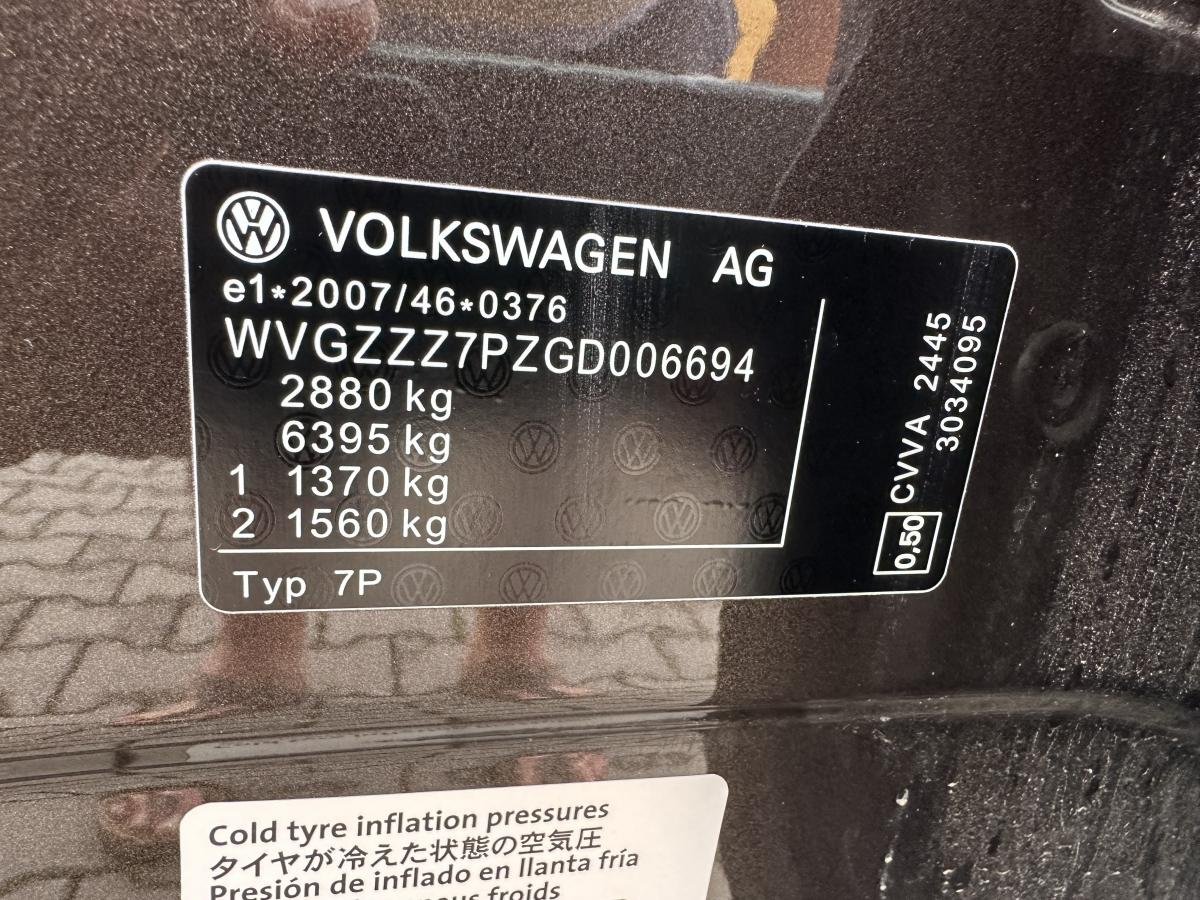 VOLKSWAGEN AG
e1*2007/46*0376
WVGZZZ7PZGD006694
2880 kg
6395 kg
1 1370 kg
2 1560 kg
Typ 7P
0.50 CVVA 2445
3034095
Cold tyre inflation pressures
タイヤが冷えた状態の空気圧
Presión de inflado en llanta fría
froids